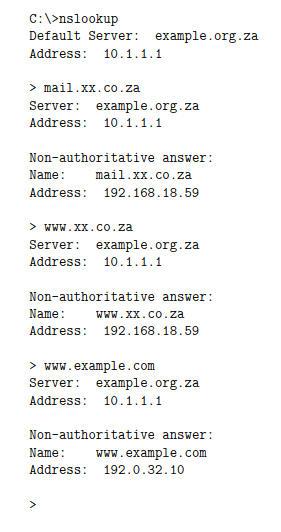 C:\>nslookup
Default Server:  example.org.za
Address:  10.1.1.1

> mail.xx.co.za
Server:  example.org.za
Address:  10.1.1.1

Non-authoritative answer:
Name:    mail.xx.co.za
Address:  192.168.18.59

> www.xx.co.za
Server:  example.org.za
Address:  10.1.1.1

Non-authoritative answer:
Name:    www.xx.co.za
Address:  192.168.18.59

> www.example.com
Server:  example.org.za
Address:  10.1.1.1

Non-authoritative answer:
Name:    www.example.com
Address:  192.0.32.10

>